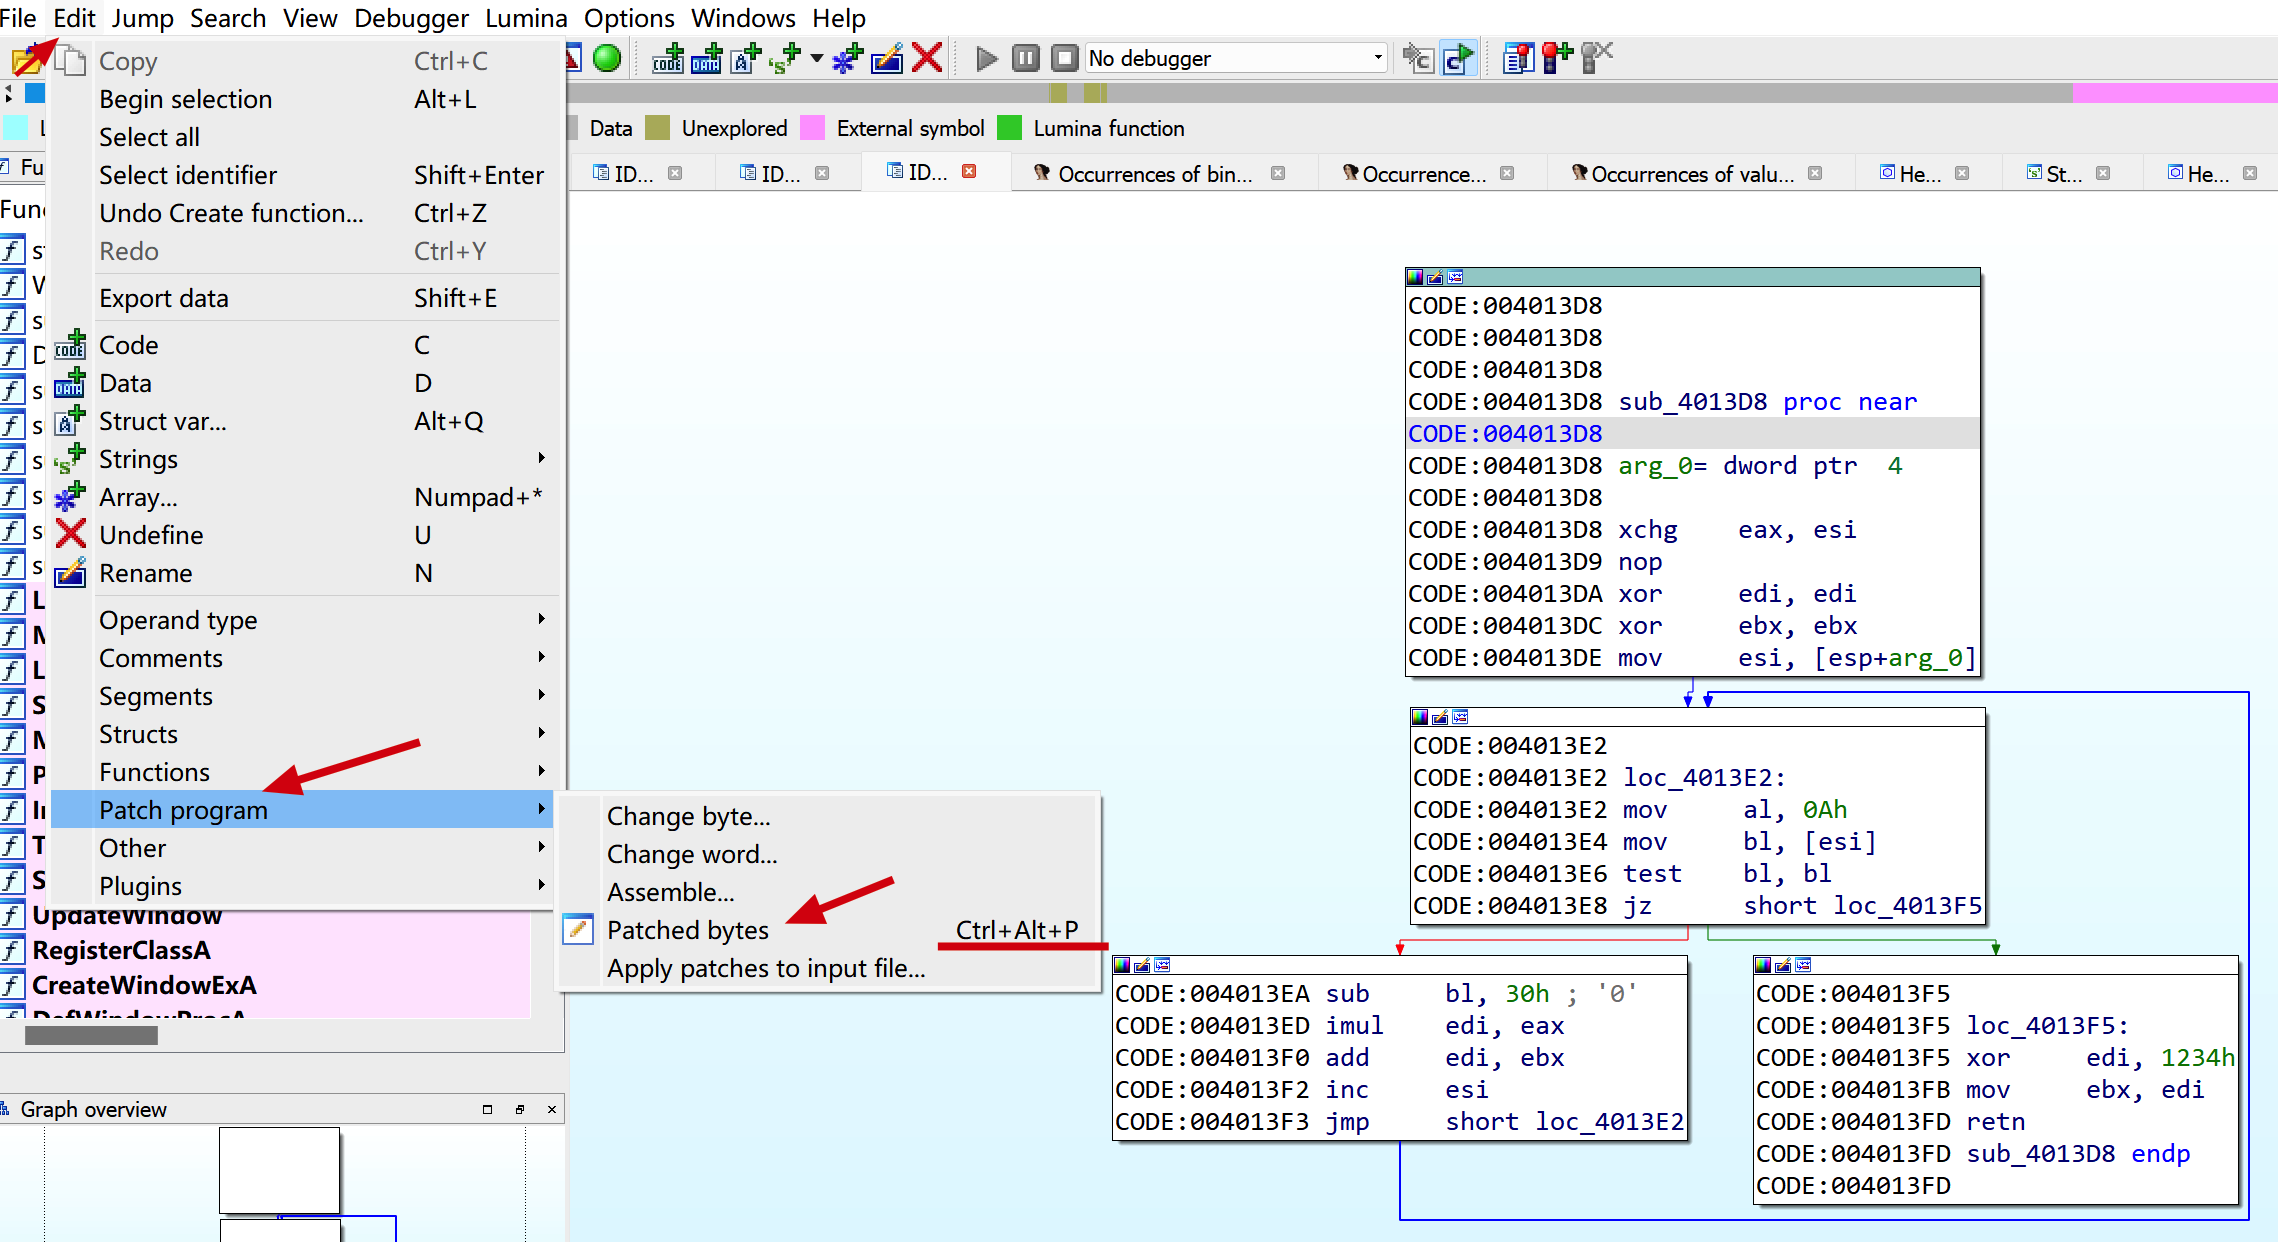 File Edit Jump Search View Debugger Lumina Options Windows Help
No debugger
Data Unexplored External symbol Lumina function
Fu
ID... ID... ID... Occurrences of bin... Occurrence... Occurrences of valu... He... St... He...
Copy Ctrl+C
Begin selection Alt+L
Select all
Select identifier Shift+Enter
Undo Create function... Ctrl+Z
Redo Ctrl+Y
Export data Shift+E
Code C
Data D
Struct var... Alt+Q
Strings
Array... Numpad+*
Undefine U
Rename N
Operand type
Comments
Segments
Structs
Functions
Patch program
Other
Plugins
Change byte...
Change word...
Assemble...
Patched bytes Ctrl+Alt+P
Apply patches to input file...
UpdateWindow
RegisterClassA
CreateWindowExA
DefWindowProcA
Graph overview
CODE:004013D8
CODE:004013D8
CODE:004013D8
CODE:004013D8 sub_4013D8 proc near
CODE:004013D8
CODE:004013D8 arg_0= dword ptr 4
CODE:004013D8
CODE:004013D8 xchg eax, esi
CODE:004013D9 nop
CODE:004013DA xor edi, edi
CODE:004013DC xor ebx, ebx
CODE:004013DE mov esi, [esp+arg_0]
CODE:004013E2
CODE:004013E2 loc_4013E2:
CODE:004013E2 mov al, 0Ah
CODE:004013E4 mov bl, [esi]
CODE:004013E6 test bl, bl
CODE:004013E8 jz short loc_4013F5
CODE:004013EA sub bl, 30h ; '0'
CODE:004013ED imul edi, eax
CODE:004013F0 add edi, ebx
CODE:004013F2 inc esi
CODE:004013F3 jmp short loc_4013E2
CODE:004013F5
CODE:004013F5 loc_4013F5:
CODE:004013F5 xor edi, 1234h
CODE:004013FB mov ebx, edi
CODE:004013FD retn
CODE:004013FD sub_4013D8 endp
CODE:004013FD